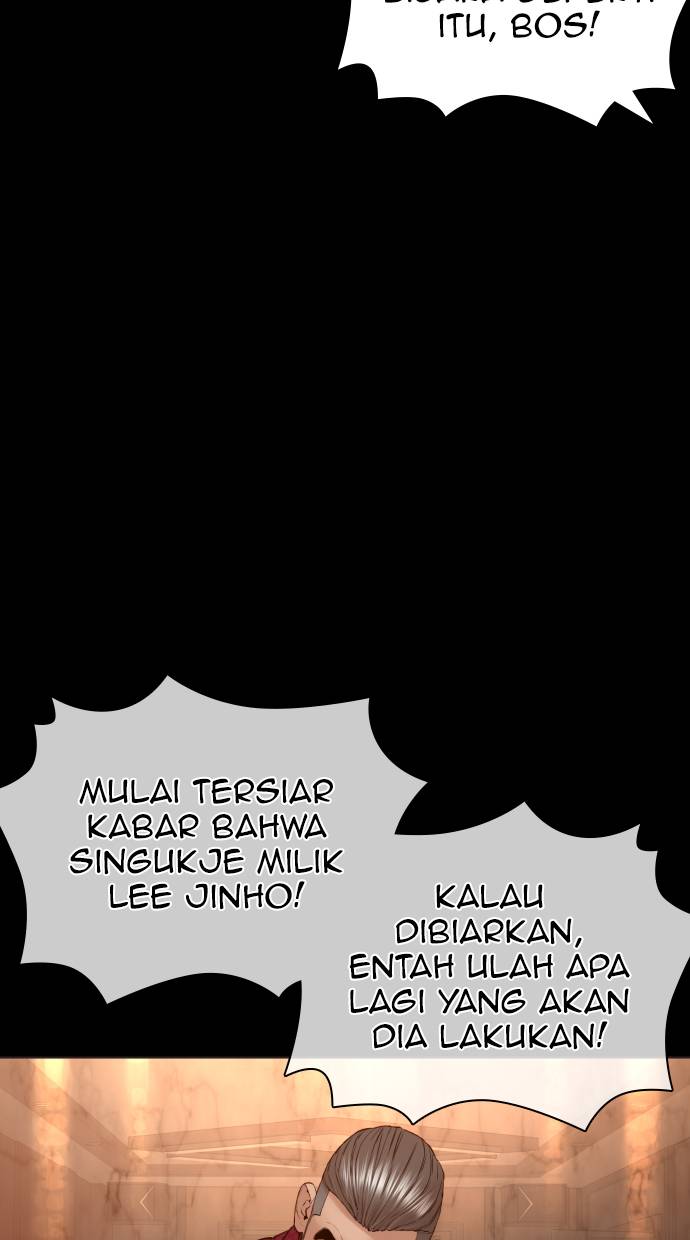 ITU, BOS!
MULAI TERSIAR
KABAR BAHWA
SINGUKJE MILIK
LEE JINHO!
KALAU
DIBIARKAN,
ENTAH ULAH APA
LAGI YANG AKAN
DIA LAKUKAN!